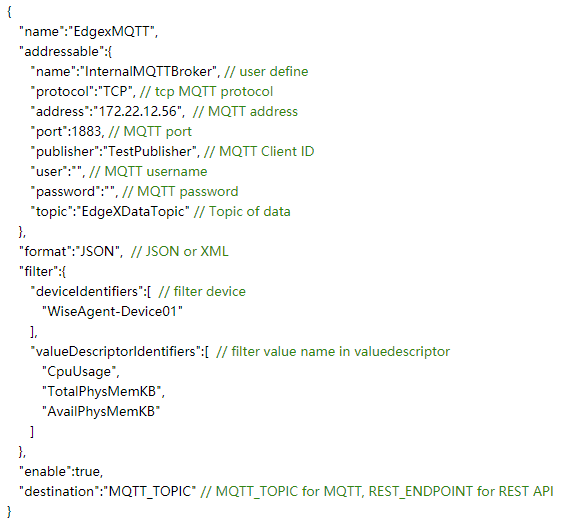 {
"name":"EdgexMQTT",
"addressable":{
"name":"InternalMQTTBroker", // user define
"protocol":"TCP", // tcp MQTT protocol
"address":"172.22.12.56",  // MQTT address
"port":1883, // MQTT port
"publisher":"TestPublisher", // MQTT Client ID
"user":"", // MQTT username
"password":"", // MQTT password
"topic":"EdgeXDataTopic" // Topic of data
},
"format":"JSON",  // JSON or XML
"filter":{
"deviceIdentifiers":[  // filter device
"WiseAgent-Device01"
],
"valueDescriptorIdentifiers":[  // filter value name in valuedescriptor
"CpuUsage",
"TotalPhysMemKB",
"AvailPhysMemKB"
]
},
"enable":true,
"destination":"MQTT_TOPIC" // MQTT_TOPIC for MQTT, REST_ENDPOINT for REST API
}